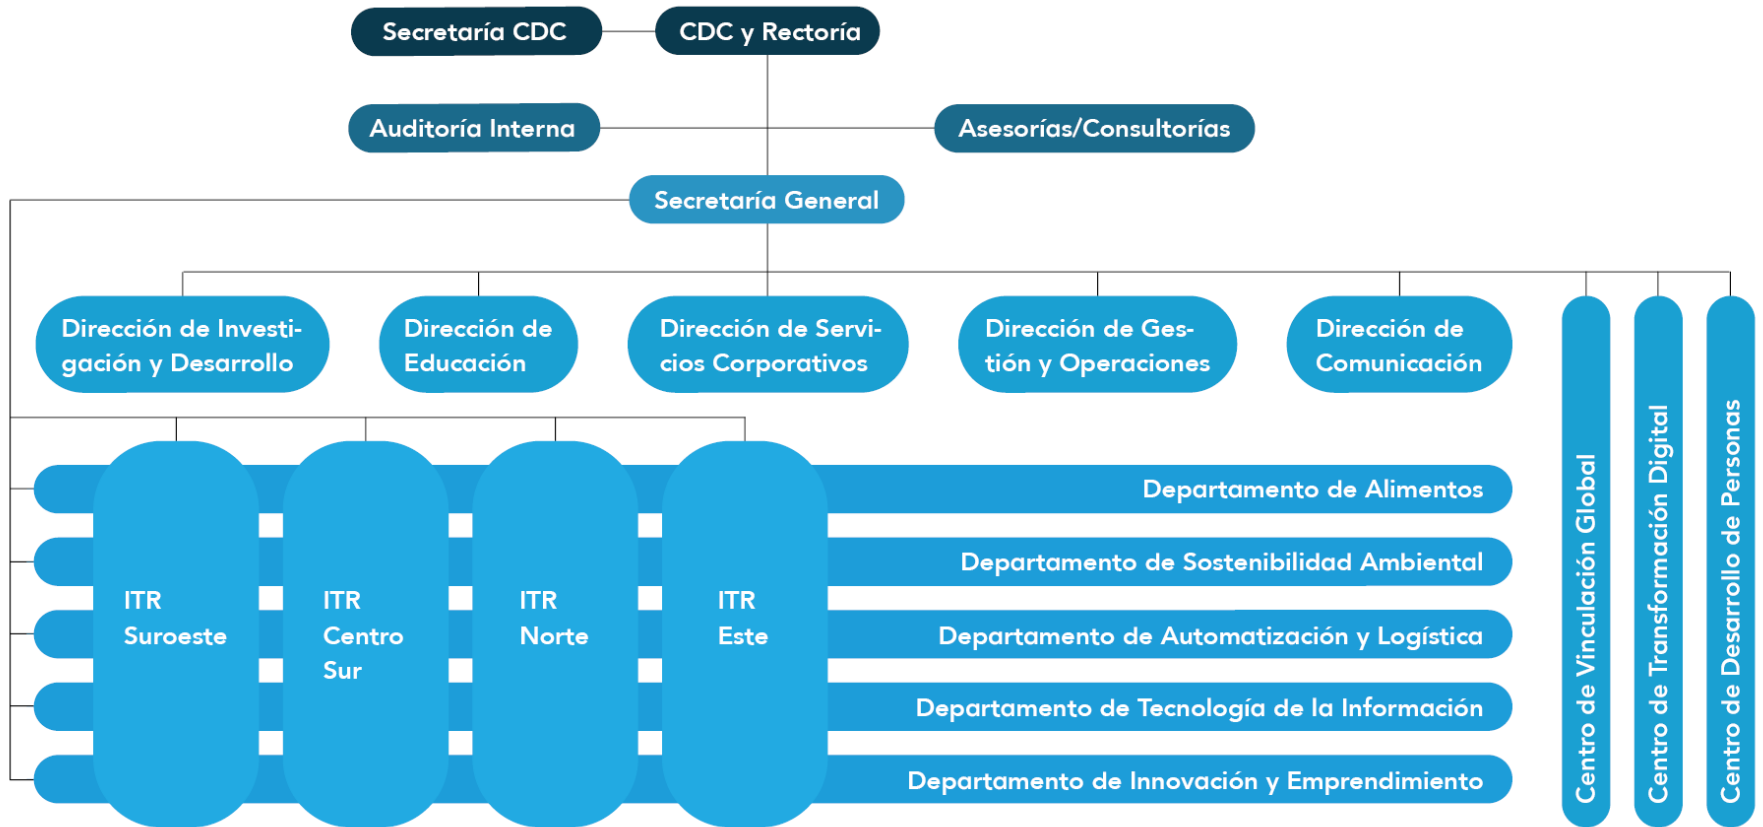 Secretaría CDC
CDC y Rectoría
Auditoría Interna
Asesorías/Consultorías
Secretaría General
Dirección de Investi-
gación y Desarrollo
Dirección de
Educación
Dirección de Servi-
cios Corporativos
Dirección de Ges-
tión y Operaciones
Dirección de
Comunicación
Centro de Vinculación Global
Centro de Transformación Digital
Centro de Desarrollo de Personas
ITR
Suroeste
ITR
Centro
Sur
ITR
Norte
ITR
Este
Departamento de Alimentos
Departamento de Sostenibilidad Ambiental
Departamento de Automatización y Logística
Departamento de Tecnología de la Información
Departamento de Innovación y Emprendimiento